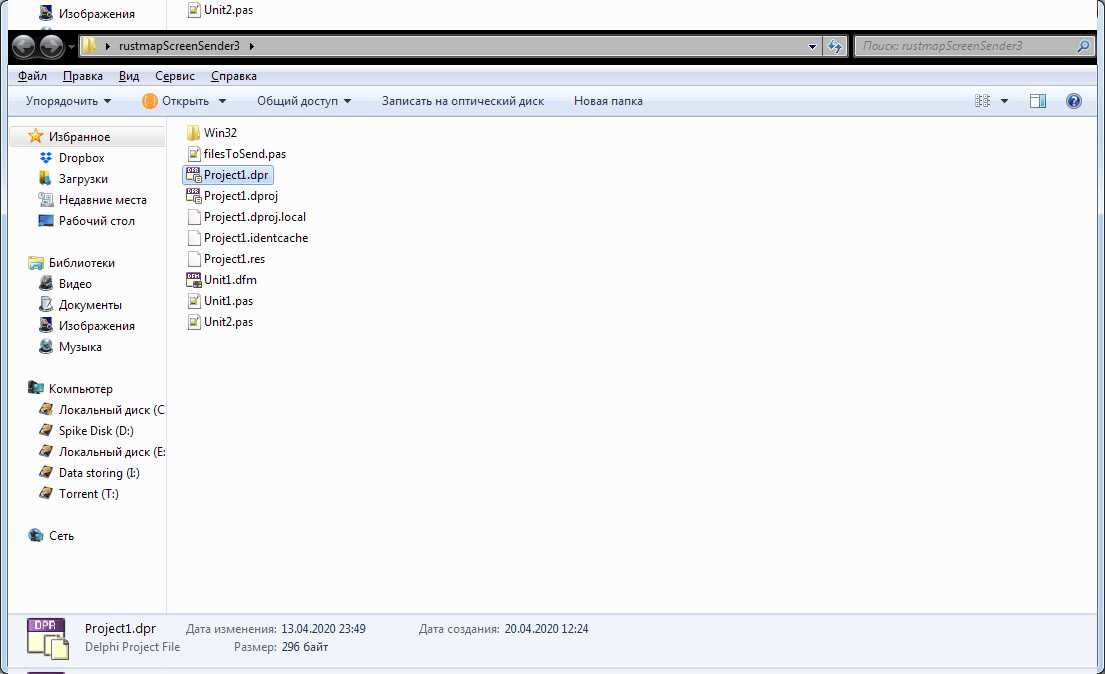 Изображения
Unit2.pas
rustmapScreenSender3
Поиск: rustmapScreenSender3
Файл Правка Вид Сервис Справка
Упорядочить Открыть Общий доступ Записать на оптический диск Новая папка
Избранное
Dropbox
Загрузки
Недавние места
Рабочий стол
Библиотеки
Видео
Документы
Изображения
Музыка
Компьютер
Локальный диск (C
Spike Disk (D:)
Локальный диск (E:
Data storing (I:)
Torrent (T:)
Сеть
Win32
filesToSend.pas
Project1.dpr
Project1.dproj
Project1.dproj.local
Project1.identcache
Project1.res
Unit1.dfm
Unit1.pas
Unit2.pas
DPR
Project1.dpr Дата изменения: 13.04.2020 23:49 Дата создания: 20.04.2020 12:24
Delphi Project File Размер: 296 байт